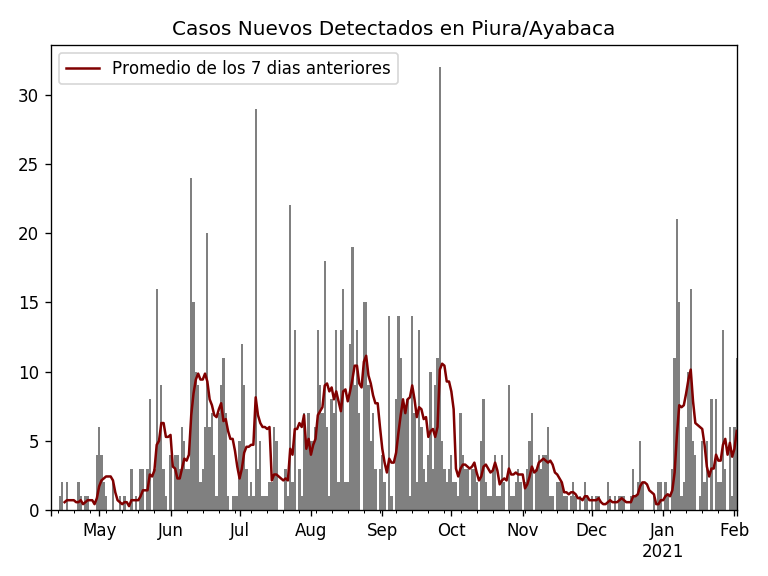 Casos Nuevos Detectados en Piura/Ayabaca
Promedio de los 7 dias anteriores
30
25
20
15
10
5
0
May Jun Jul Aug Sep Oct Nov Dec Jan Feb
2021